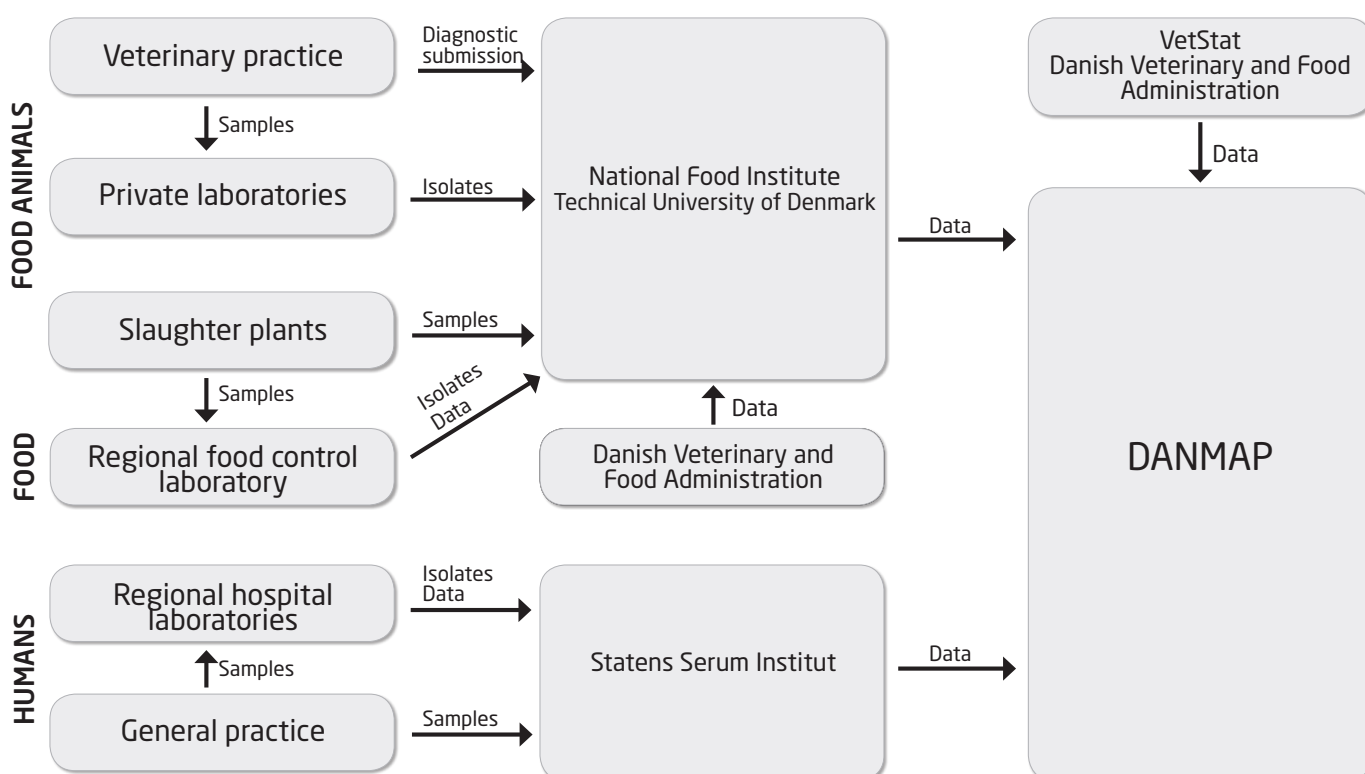 FOOD ANIMALS
Veterinary practice
Diagnostic
submission
Samples
Private laboratories
Isolates
Slaughter plants
Samples
Samples
FOOD
Regional food control
laboratory
Isolates
Data
National Food Institute
Technical University of Denmark
Data
Danish Veterinary and
Food Administration
HUMANS
Regional hospital
laboratories
Isolates
Data
Samples
General practice
Samples
Statens Serum Institut
Data
Data
VetStat
Danish Veterinary and Food
Administration
Data
DANMAP